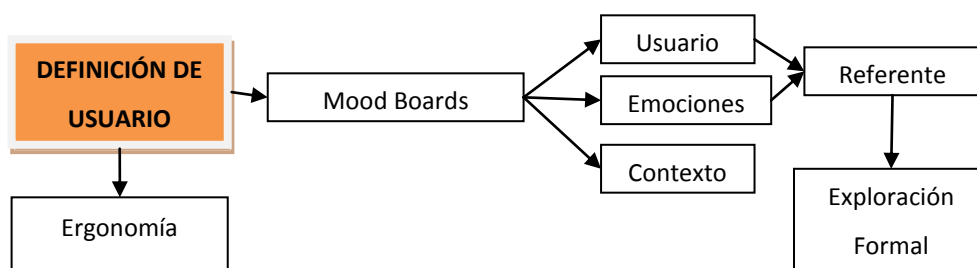 DEFINICIÓN DE
USUARIO
Mood Boards
Usuario
Emociones
Contexto
Referente
Ergonomía
Exploración
Formal